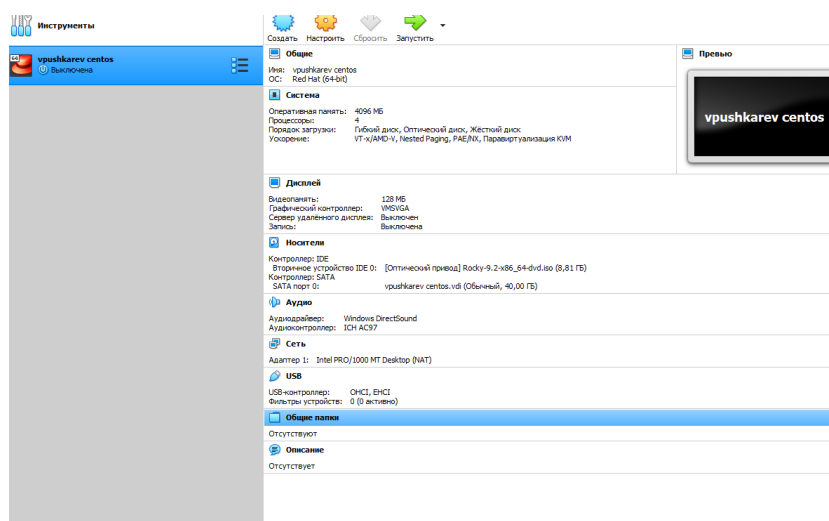 Инструменты
Создать Настроить Сбросить Запустить
64
vpushkarev centos
Выключена
Общие
Имя: vpushkarev centos
ОС: Red Hat (64-bit)
Превью
vpushkarev centos
Система
Оперативная память: 4096 МБ
Процессоры: 4
Порядок загрузки: Гибкий диск, Оптический диск, Жёсткий диск
Ускорение: VT-x/AMD-V, Nested Paging, PAE/NX, Паравиртуализация KVM
Дисплей
Видеопамять: 128 МБ
Графический контроллер: VMSVGA
Сервер удалённого дисплея: Выключен
Запись: Выключена
Носители
Контроллер: IDE
Вторичное устройство IDE 0: [Оптический привод] Rocky-9.2-x86_64-dvd.iso (8,81 ГБ)
Контроллер: SATA
SATA порт 0: vpushkarev centos.vdi (Обычный, 40,00 ГБ)
Аудио
Аудиодрайвер: Windows DirectSound
Аудиоконтроллер: ICH AC97
Сеть
Адаптер 1: Intel PRO/1000 MT Desktop (NAT)
USB
USB-контроллер: OHCI, EHCI
Фильтры устройств: 0 (0 активно)
Общие папки
Отсутствуют
Описание
Отсутствует